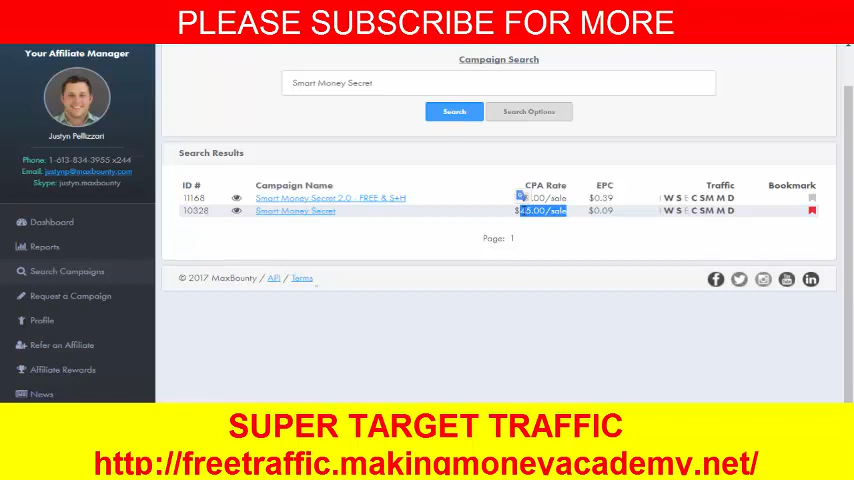 PLEASE SUBSCRIBE FOR MORE
Your Affiliate Manager
Justyn Pellizzari
Phone: 1-613-834-3955 x244
Email: justynp@maxbounty.com
Skype: justyn.maxbounty
Dashboard
Reports
Search Campaigns
Request a Campaign
Profile
Refer an Affiliate
Affiliate Rewards
News
Campaign Search
Smart Money Secret
Search Search Options
Search Results
ID # Campaign Name CPA Rate EPC Traffic Bookmark
11168 Smart Money Secret 2.0 - FREE & S+H .00/sale $0.39 I W S E C SM M D
10328 Smart Money Secret $45.00/sale $0.09 I W S E C SM M D
Page: 1
© 2017 MaxBounty / API / Terms
SUPER TARGET TRAFFIC
http://freetraffic.makingmoneyacademy.net/